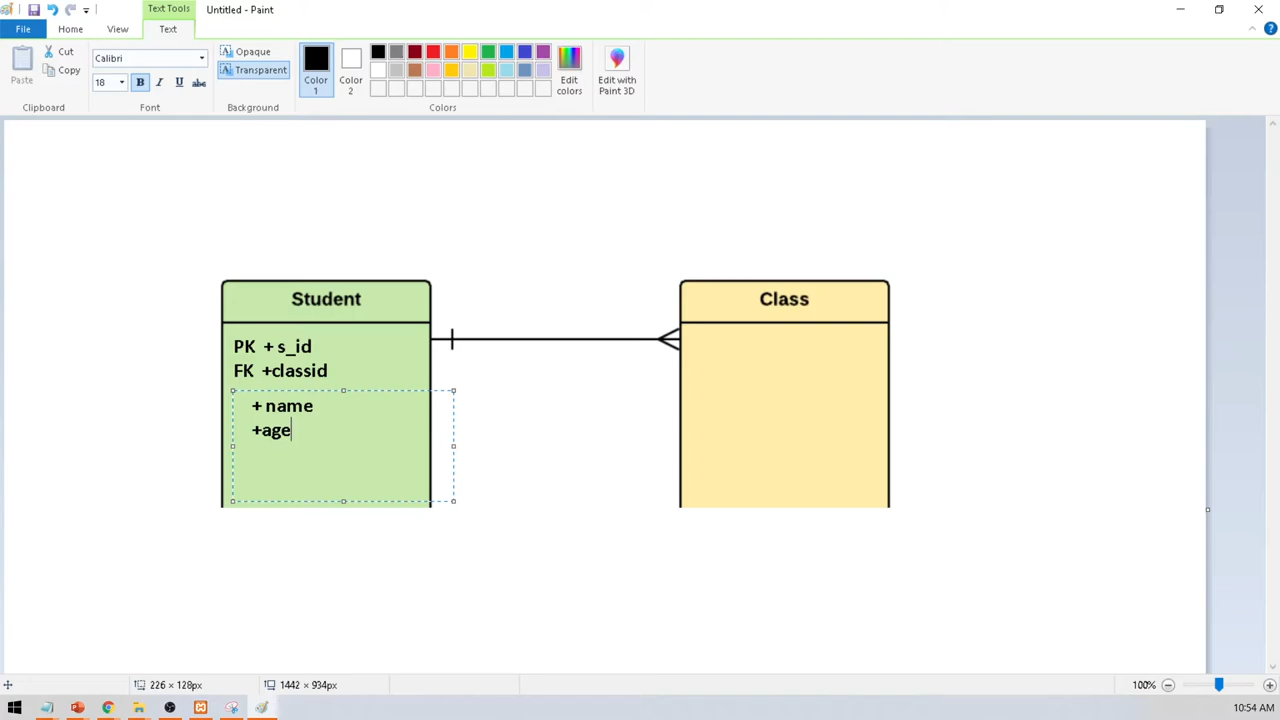 Text Tools
Untitled - Paint
File
Home
View
Text
Paste
Cut
Copy
Clipboard
Calibri
18
B
I
U
abc
Font
Opaque
Transparent
Background
Color 1
Color 2
Edit colors
Colors
Edit with Paint 3D
Student
Class
PK + s_id
FK +classid
+ name
+age
226 × 128px
1442 × 934px
100%
10:54 AM